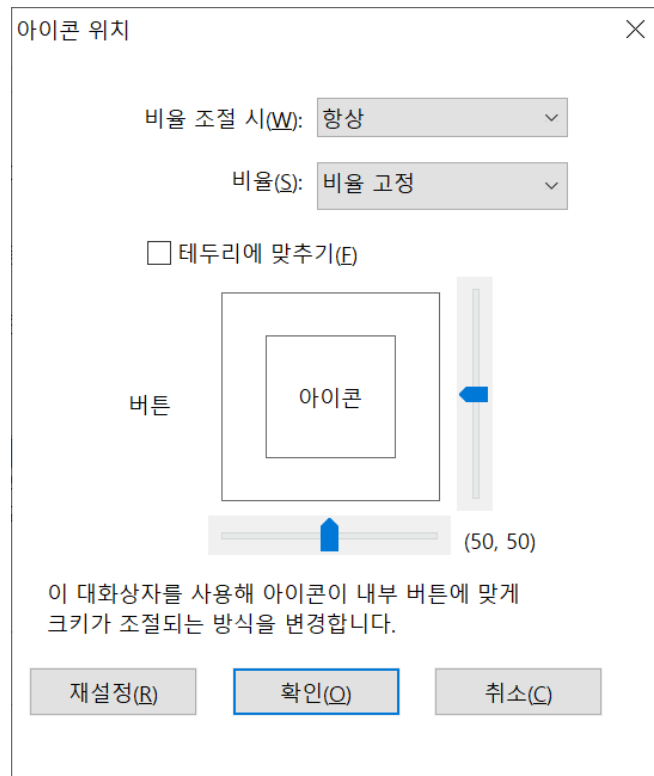 아이콘 위치
비율 조절 시(W): 항상
비율(S): 비율 고정
테두리에 맞추기(F)
버튼
아이콘
(50, 50)
이 대화상자를 사용해 아이콘이 내부 버튼에 맞게
크기가 조절되는 방식을 변경합니다.
재설정(R) 확인(O) 취소(C)